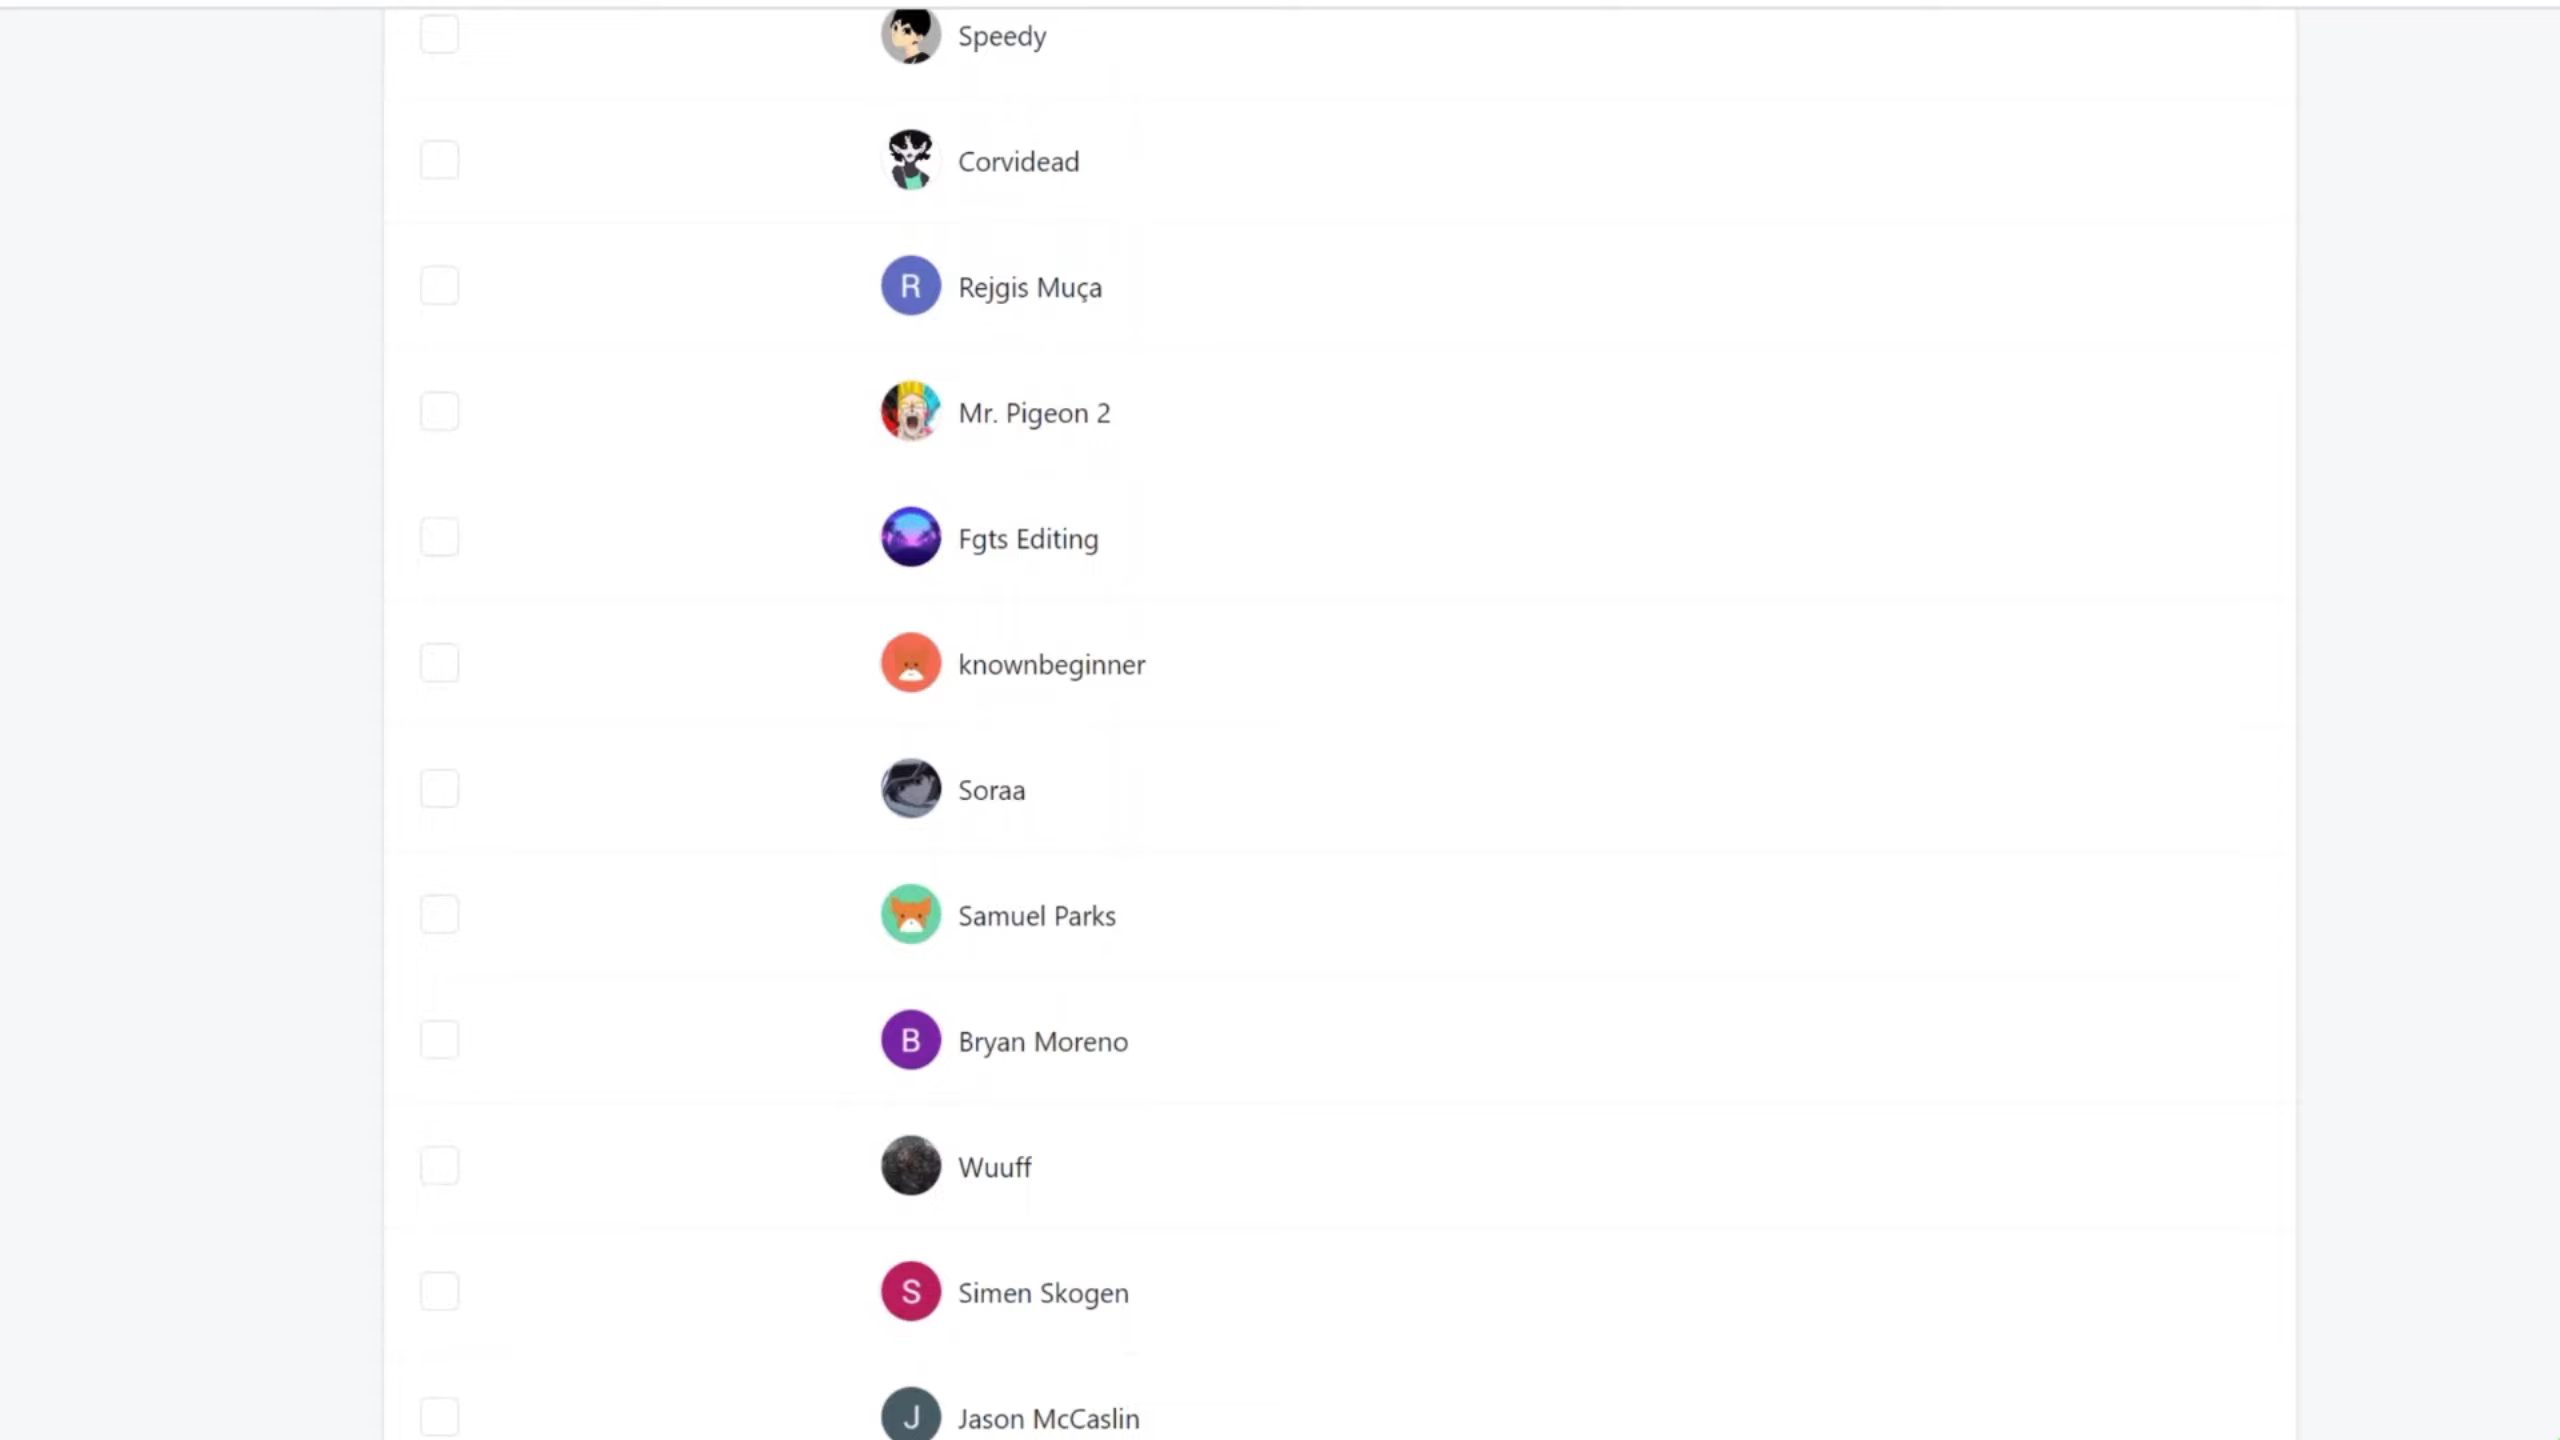 Speedy
Corvidead
R Rejgis Muça
Mr. Pigeon 2
Fgts Editing
knownbeginner
Soraa
Samuel Parks
B Bryan Moreno
Wuuff
S Simen Skogen
J Jason McCaslin